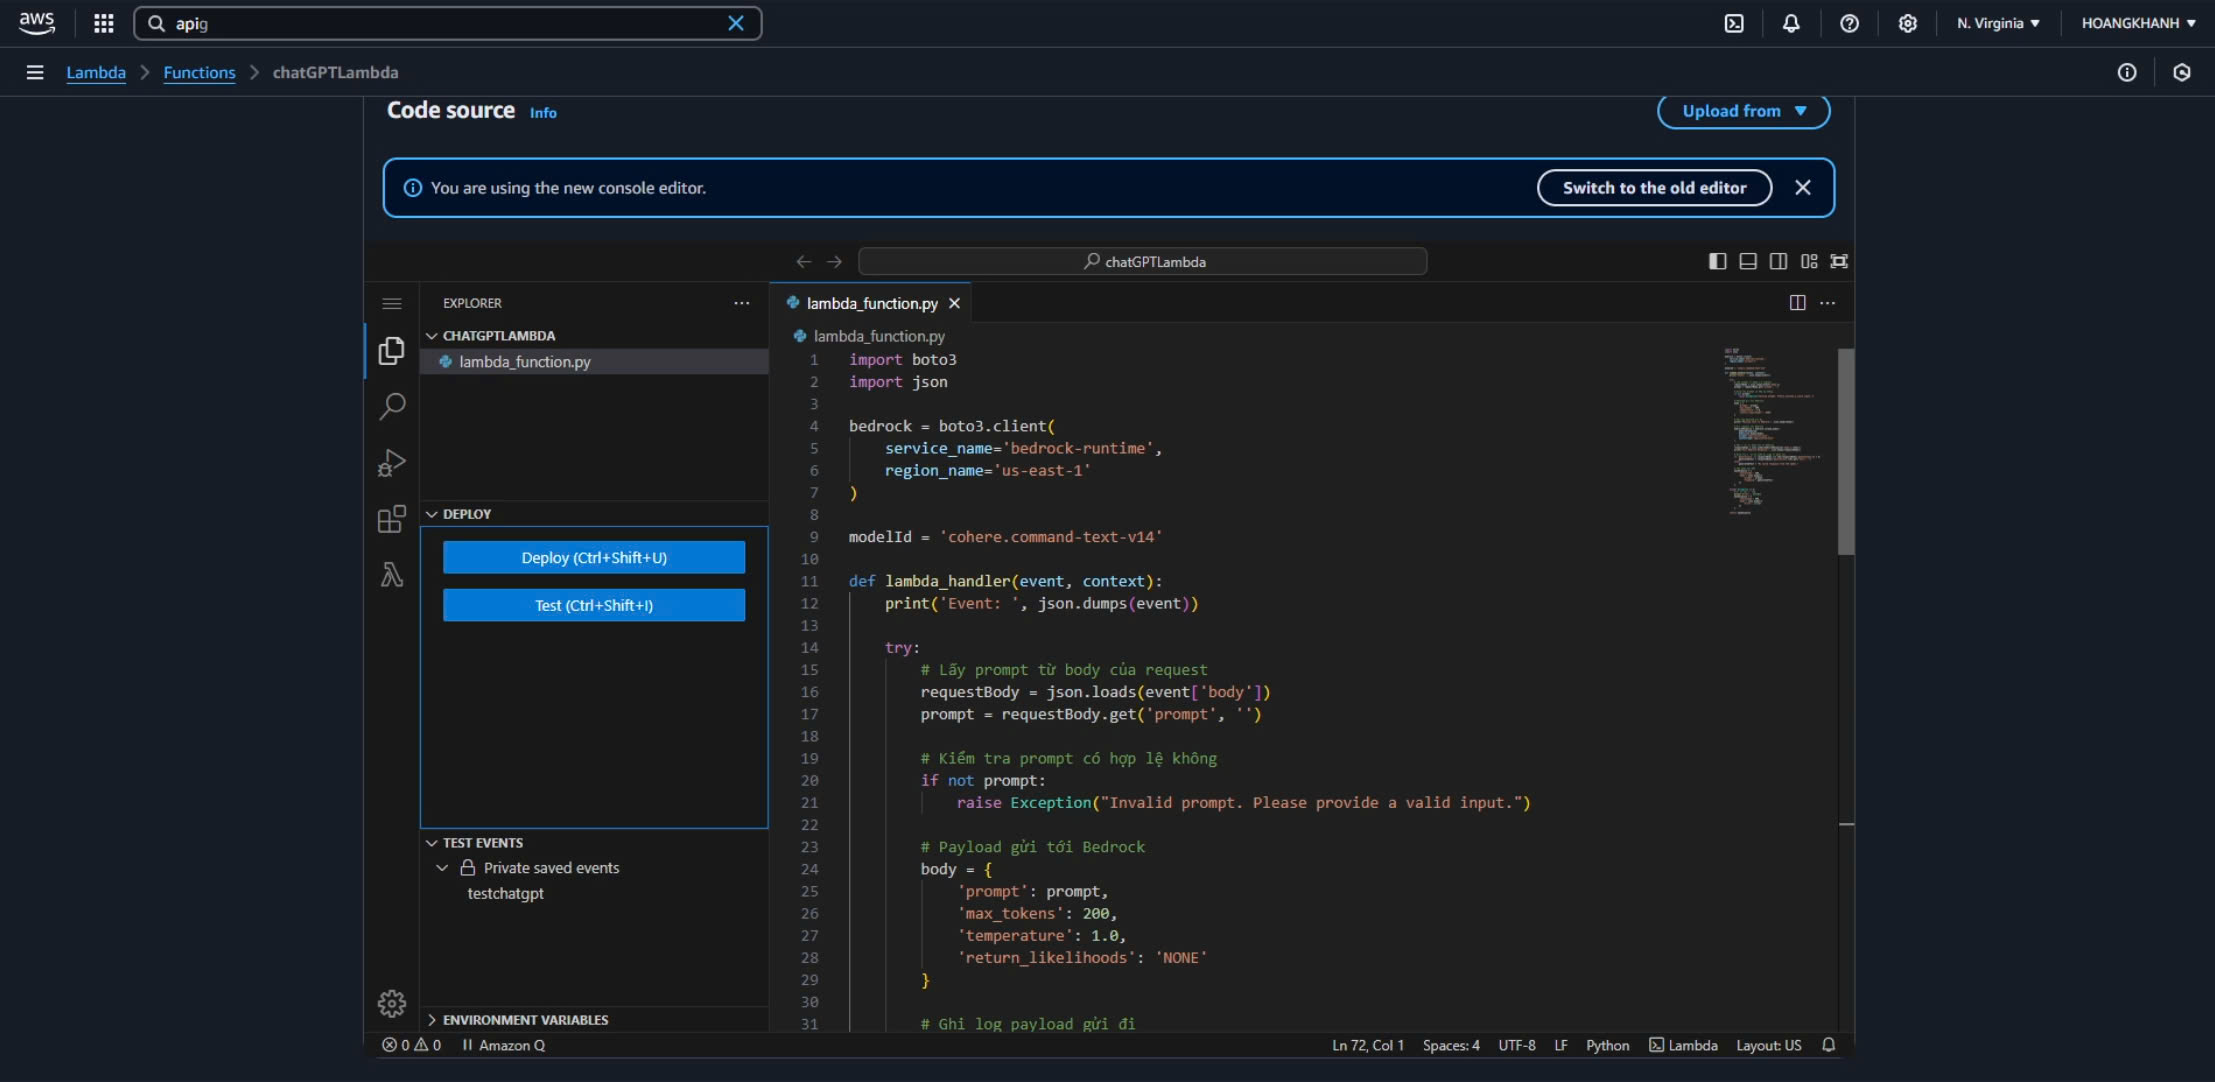 aws
apig
N. Virginia
HOANGKHANH
Lambda
Functions
chatGPTLambda
Code source
Info
Upload from
You are using the new console editor.
Switch to the old editor
chatGPTLambda
EXPLORER
CHATGPTLAMBDA
lambda_function.py
DEPLOY
Deploy (Ctrl+Shift+U)
Test (Ctrl+Shift+I)
TEST EVENTS
Private saved events
testchatgpt
ENVIRONMENT VARIABLES
lambda_function.py
lambda_function.py
1 import boto3
2 import json
3
4 bedrock = boto3.client(
5 service_name='bedrock-runtime',
6 region_name='us-east-1'
7 )
8
9 modelId = 'cohere.command-text-v14'
10
11 def lambda_handler(event, context):
12 print('Event: ', json.dumps(event))
13
14 try:
15 # Lấy prompt từ body của request
16 requestBody = json.loads(event['body'])
17 prompt = requestBody.get('prompt', '')
18
19 # Kiểm tra prompt có hợp lệ không
20 if not prompt:
21 raise Exception("Invalid prompt. Please provide a valid input.")
22
23 # Payload gửi tới Bedrock
24 body = {
25 'prompt': prompt,
26 'max_tokens': 200,
27 'temperature': 1.0,
28 'return_likelihoods': 'NONE'
29 }
30
31 # Ghi log payload gửi đi
0 0 Amazon Q
Ln 72, Col 1 Spaces: 4 UTF-8 LF Python Lambda Layout: US